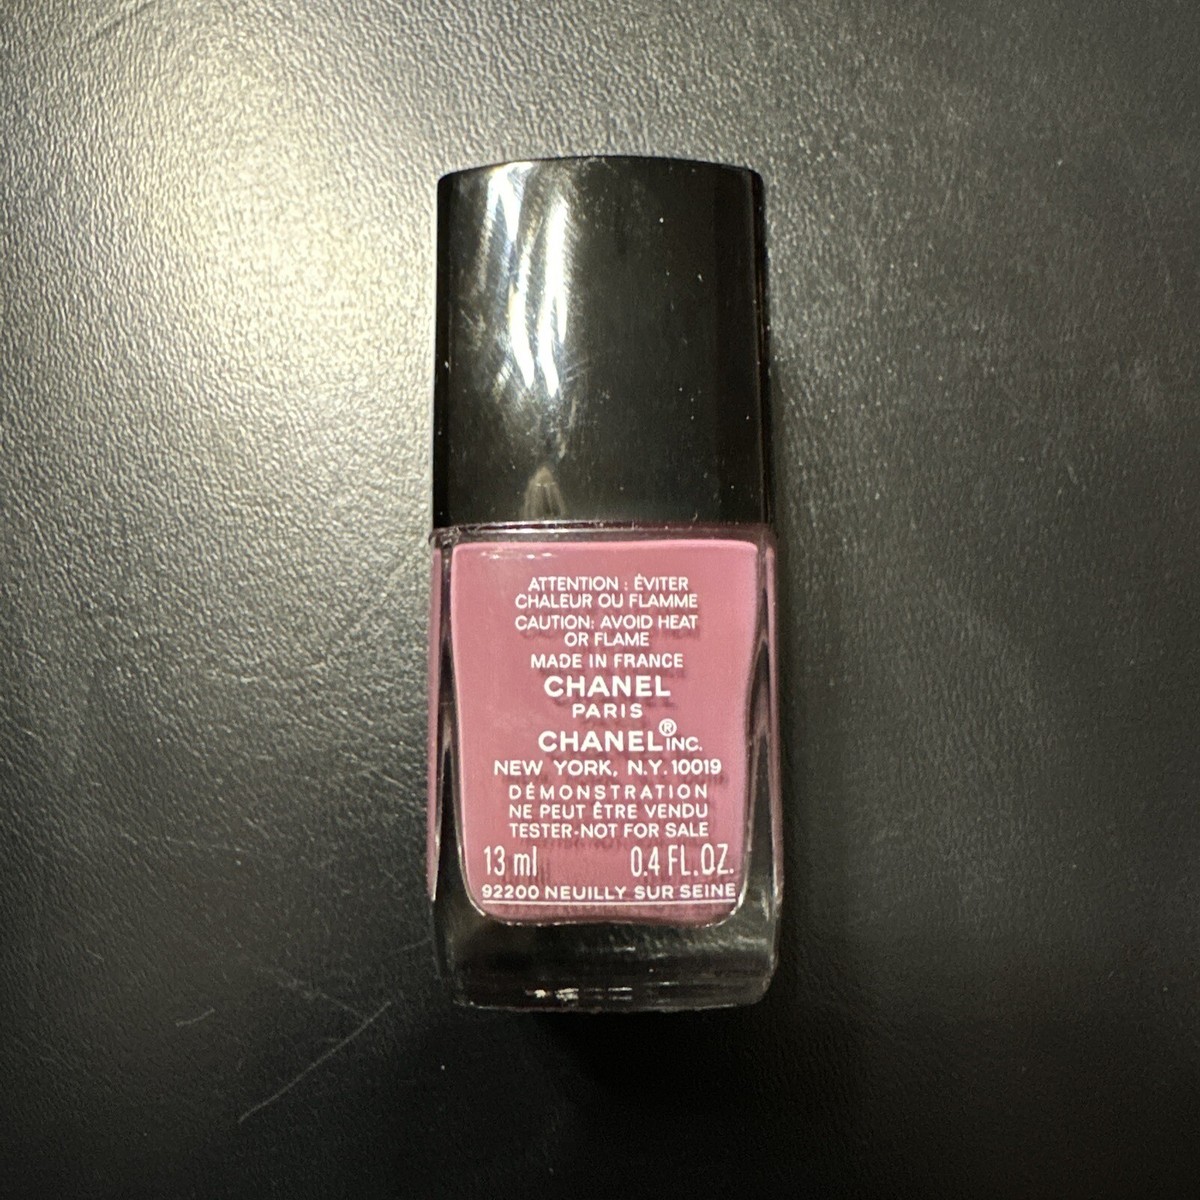 ATTENTION : ÉVITER
CHALEUR OU FLAMME
CAUTION: AVOID HEAT
OR FLAME
MADE IN FRANCE
CHANEL
PARIS
CHANEL® INC.
NEW YORK, N.Y. 10019
DÉMONSTRATION
NE PEUT ÊTRE VENDU
TESTER-NOT FOR SALE
13 ml 0.4 FL.OZ.
92200 NEUILLY SUR SEINE